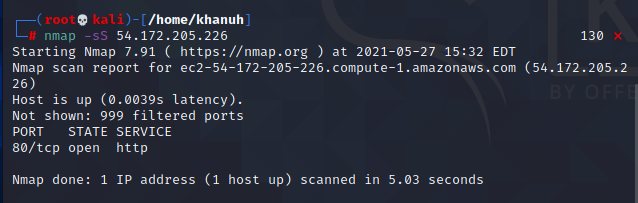 ┌──(root💀kali)-[/home/khanuh]
└─# nmap -sS 54.172.205.226 130 ⨯
Starting Nmap 7.91 ( https://nmap.org ) at 2021-05-27 15:32 EDT
Nmap scan report for ec2-54-172-205-226.compute-1.amazonaws.com (54.172.205.2
26)
Host is up (0.0039s latency).
BY OFFE
Not shown: 999 filtered ports
PORT   STATE SERVICE
80/tcp open  http
Nmap done: 1 IP address (1 host up) scanned in 5.03 seconds